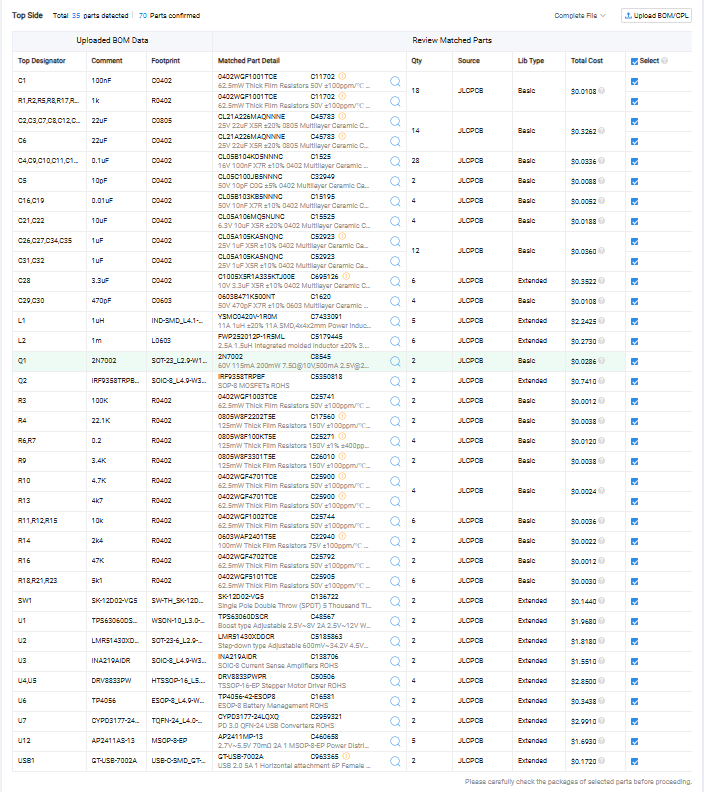 Top Side Total 35 parts detected | 70 Parts confirmed Complete File Upload BOM/CPL
Uploaded BOM Data Review Matched Parts
Top Designator Comment Footprint Matched Part Detail Qty Source Lib Type Total Cost Select
C1 100nF C0402 0402WGF1001TCE C11702
62.5mW Thick Film Resistors 50V ±100ppm/℃ ...
R1,R2,R5,R8,R17,R... 1k R0402 0402WGF1001TCE C11702 18 JLCPCB Basic $0.0108
62.5mW Thick Film Resistors 50V ±100ppm/℃ ...
C2,C3,C7,C8,C12,C... 22uF C0805 CL21A226MAQNNNE C45783
25V 22uF X5R ±20% 0805 Multilayer Ceramic C...
C6 22uF C0402 CL21A226MAQNNNE C45783 14 JLCPCB Basic $0.3262
25V 22uF X5R ±20% 0805 Multilayer Ceramic C...
C4,C9,C10,C11,C1... 0.1uF C0402 CL05B104KO5NNNC C1525 28 JLCPCB Basic $0.0336
16V 100nF X7R ±10% 0402 Multilayer Ceramic ...
C5 10pF C0402 CL05C100JB5NNNC C32949 2 JLCPCB Basic $0.0088
50V 10pF C0G ±5% 0402 Multilayer Ceramic Ca...
C16,C19 0.01uF C0402 CL05B103KB5NNNC C15195 4 JLCPCB Basic $0.0052
50V 10nF X7R ±10% 0402 Multilayer Ceramic C...
C21,C22 10uF C0402 CL05A106MQ5NUNC C15525 4 JLCPCB Basic $0.0188
6.3V 10uF X5R ±20% 0402 Multilayer Ceramic C...
C26,C27,C34,C35 1uF C0402 CL05A105KA5NQNC C52923
25V 1uF X5R ±10% 0402 Multilayer Ceramic Ca...
C31,C32 1uF C0402 CL05A105KA5NQNC C52923 12 JLCPCB Basic $0.0360
25V 1uF X5R ±10% 0402 Multilayer Ceramic Ca...
C28 3.3uF C0402 C1005X5R1A335KTJ00E C695126 6 JLCPCB Extended $0.3522
10V 3.3uF X5R ±10% 0402 Multilayer Ceramic ...
C29,C30 470pF C0603 0603B471K500NT C1620 4 JLCPCB Basic $0.0108
50V 470pF X7R ±10% 0603 Multilayer Ceramic ...
L1 1uH IND-SMD_L4.1-... YSMC0420V-1R0M C7433091 5 JLCPCB Extended $2.2425
11A 1uH ±20% 11A SMD,4x4x2mm Power Induc...
L2 1m L0603 FWP252012P-1R5ML C5179445 6 JLCPCB Extended $0.2730
2.5A 1.5uH Integrated molded inductor ±20% 3...
Q1 2N7002 SOT-23_L2.9-W1... 2N7002 C8545 2 JLCPCB Basic $0.0286
60V 115mA 200mW 7.5Ω@10V,500mA 2.5V@2...
Q2 IRF9358TRPB... SOIC-8_L4.9-W3... IRF9358TRPBF C5350818 2 JLCPCB Extended $0.7410
SOP-8 MOSFETs ROHS
R3 100K R0402 0402WGF1003TCE C25741 2 JLCPCB Basic $0.0012
62.5mW Thick Film Resistors 50V ±100ppm/℃ ...
R4 22.1K R0402 0805W8F2202T5E C17560 2 JLCPCB Basic $0.0038
125mW Thick Film Resistors 150V ±100ppm/℃...
R6,R7 0.2 R0402 0805W8F100KT5E C25271 4 JLCPCB Basic $0.0120
125mW Thick Film Resistors 150V ±1% ±400pp...
R9 3.4K R0402 0805W8F3301T5E C26010 2 JLCPCB Basic $0.0038
125mW Thick Film Resistors 150V ±100ppm/℃...
R10 4.7K R0402 0402WGF4701TCE C25900
62.5mW Thick Film Resistors 50V ±100ppm/℃ ...
R13 4k7 R0402 0402WGF4701TCE C25900 4 JLCPCB Basic $0.0024
62.5mW Thick Film Resistors 50V ±100ppm/℃ ...
R11,R12,R15 10k R0402 0402WGF1002TCE C25744 6 JLCPCB Basic $0.0036
62.5mW Thick Film Resistors 50V ±100ppm/℃ ...
R14 2k4 R0402 0603WAF2401T5E C22940 2 JLCPCB Basic $0.0022
100mW Thick Film Resistors 75V ±100ppm/℃ ...
R16 47K R0402 0402WGF4702TCE C25792 2 JLCPCB Basic $0.0012
62.5mW Thick Film Resistors 50V ±100ppm/℃ ...
R18,R21,R23 5k1 R0402 0402WGF5101TCE C25905 6 JLCPCB Basic $0.0030
62.5mW Thick Film Resistors 50V ±100ppm/℃ ...
SW1 SK-12D02-VG5 SW-TH_SK-12D... SK-12D02-VG5 C136722 2 JLCPCB Extended $0.1440
Single Pole Double Throw (SPDT) 5 Thousand Ti...
U1 TPS63060DS... WSON-10_L3.0-... TPS63060DSCR C48567 2 JLCPCB Extended $1.9680
Boost type Adjustable 2.5V~8V 2A 2.5V~12V W...
U2 LMR51430XD... SOT-23-6_L2.9-... LMR51430XDDCR C5185863 2 JLCPCB Extended $1.8180
Step-down type Adjustable 600mV~34.2V 4.5V...
U3 INA219AIDR SOIC-8_L4.9-W3... INA219AIDR C138706 2 JLCPCB Extended $1.5510
SOIC-8 Current Sense Amplifiers ROHS
U4,U5 DRV8833PW HTSSOP-16_L5.... DRV8833PWPR C50506 4 JLCPCB Extended $2.8500
TSSOP-16-EP Stepper Motor Driver ROHS
U6 TP4056 ESOP-8_L4.9-W... TP4056-42-ESOP8 C16581 2 JLCPCB Extended $0.3438
ESOP-8 Battery Management ROHS
U7 CYPD3177-24... TQFN-24_L4.0-... CYPD3177-24LQXQ C2959321 2 JLCPCB Extended $2.9910
PD 3.0 QFN-24 USB Converters ROHS
U12 AP2411AS-13 MSOP-8-EP AP2411MP-13 C460658 5 JLCPCB Extended $1.6930
2.7V~5.5V 70mΩ 2A 1 MSOP-8-EP Power Distri...
USB1 GT-USB-7002A USB-C-SMD_GT-... GT-USB-7002A C963365 2 JLCPCB Extended $0.1720
USB 2.0 5A 1 Horizontal attachment 6P Female ...
Please carefully check the packages of selected parts before proceeding.